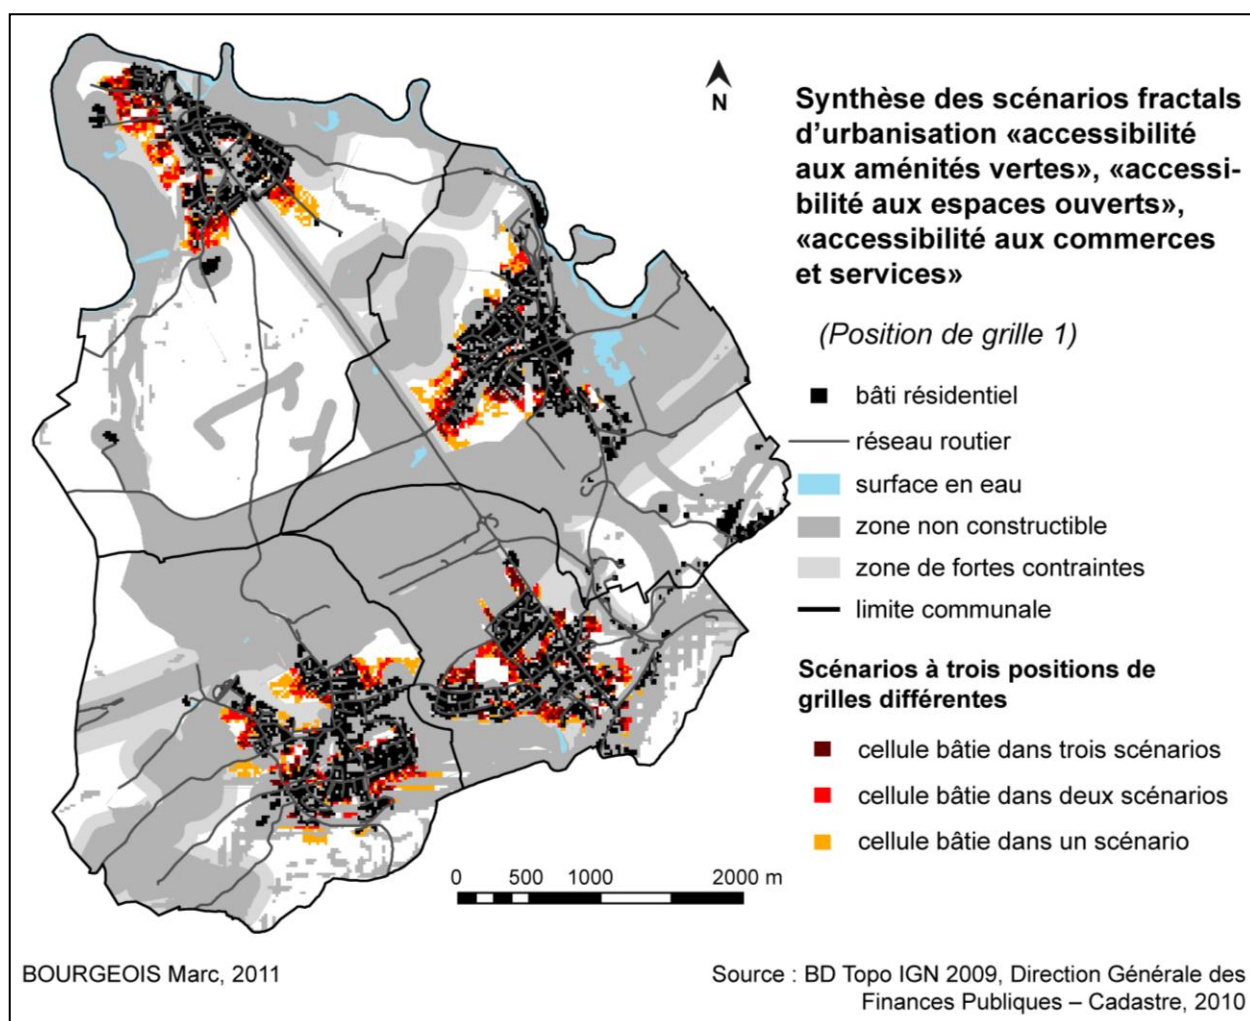 N
Synthèse des scénarios fractals
d’urbanisation «accessibilité
aux aménités vertes», «accessi-
bilité aux espaces ouverts»,
«accessibilité aux commerces
et services»
(Position de grille 1)
bâti résidentiel
réseau routier
surface en eau
zone non constructible
zone de fortes contraintes
limite communale
Scénarios à trois positions de
grilles différentes
cellule bâtie dans trois scénarios
cellule bâtie dans deux scénarios
cellule bâtie dans un scénario
0 500 1000 2000 m
BOURGEOIS Marc, 2011
Source : BD Topo IGN 2009, Direction Générale des
Finances Publiques – Cadastre, 2010